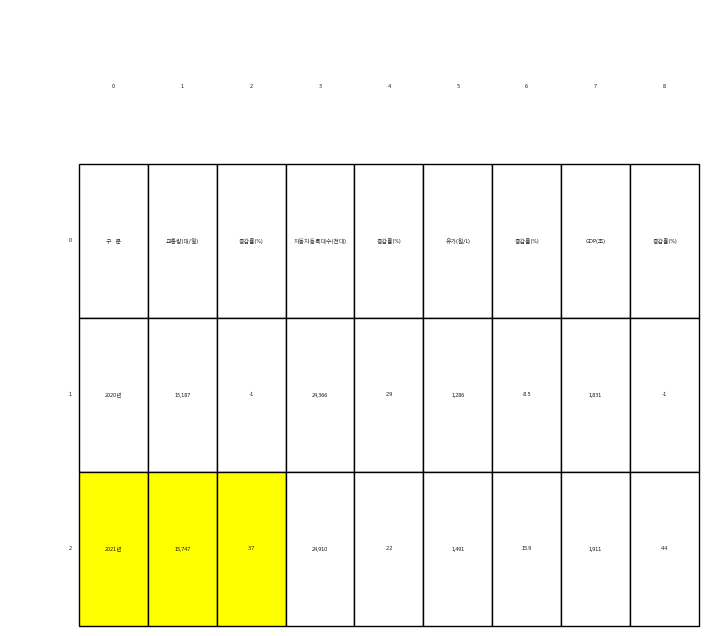 0 1 2 3 4 5 6 7 8
0 구 분 교통량(대/일) 증감률(%) 자동차등록대수(천대) 증감률(%) 유가(원/L) 증감률(%) GDP(조) 증감률(%)
1 2020년 15,187 -1 24,366 2.9 1,286 -8.5 1,831 -1
2 2021년 15,747 3.7 24,910 2.2 1,491 15.9 1,911 4.4